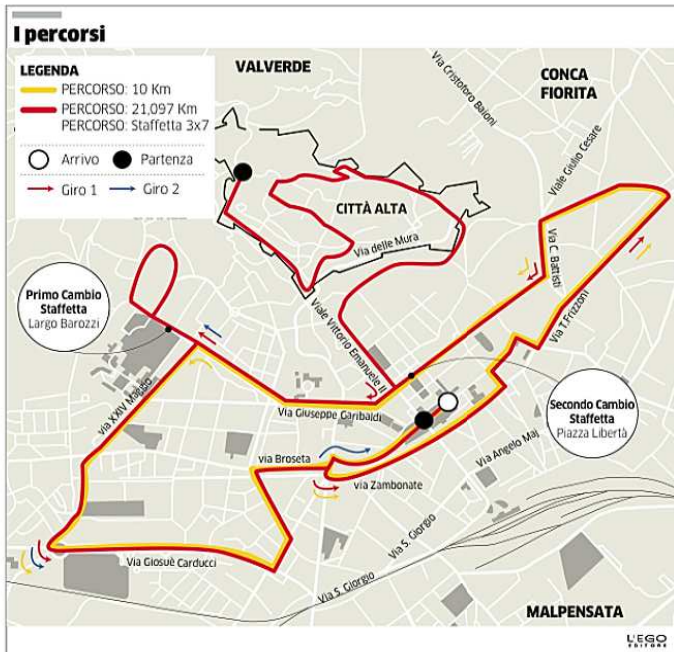 I percorsi
LEGENDA
PERCORSO: 10 Km
PERCORSO: 21,097 Km
PERCORSO: Staffetta 3x7
Arrivo
Partenza
Giro 1
Giro 2
VALVERDE
CONCA
FIORITA
Via Cristoforo Baioni
Viale Giulio Cesare
CITTÀ ALTA
Via delle Mura
Via C. Battisti
Via T.Frizzoni
Primo Cambio
Staffetta
Largo Barozzi
Viale Vittorio Emanuele II
via XXIV Maggio
Via Giuseppe Garibaldi
Secondo Cambio
Staffetta
Piazza Libertà
via Broseta
Via Angelo Maj
via Zambonate
Via S. Giorgio
Via Giosuè Carducci
Via S. Giorgio
MALPENSATA
L'EGO
EDITORE